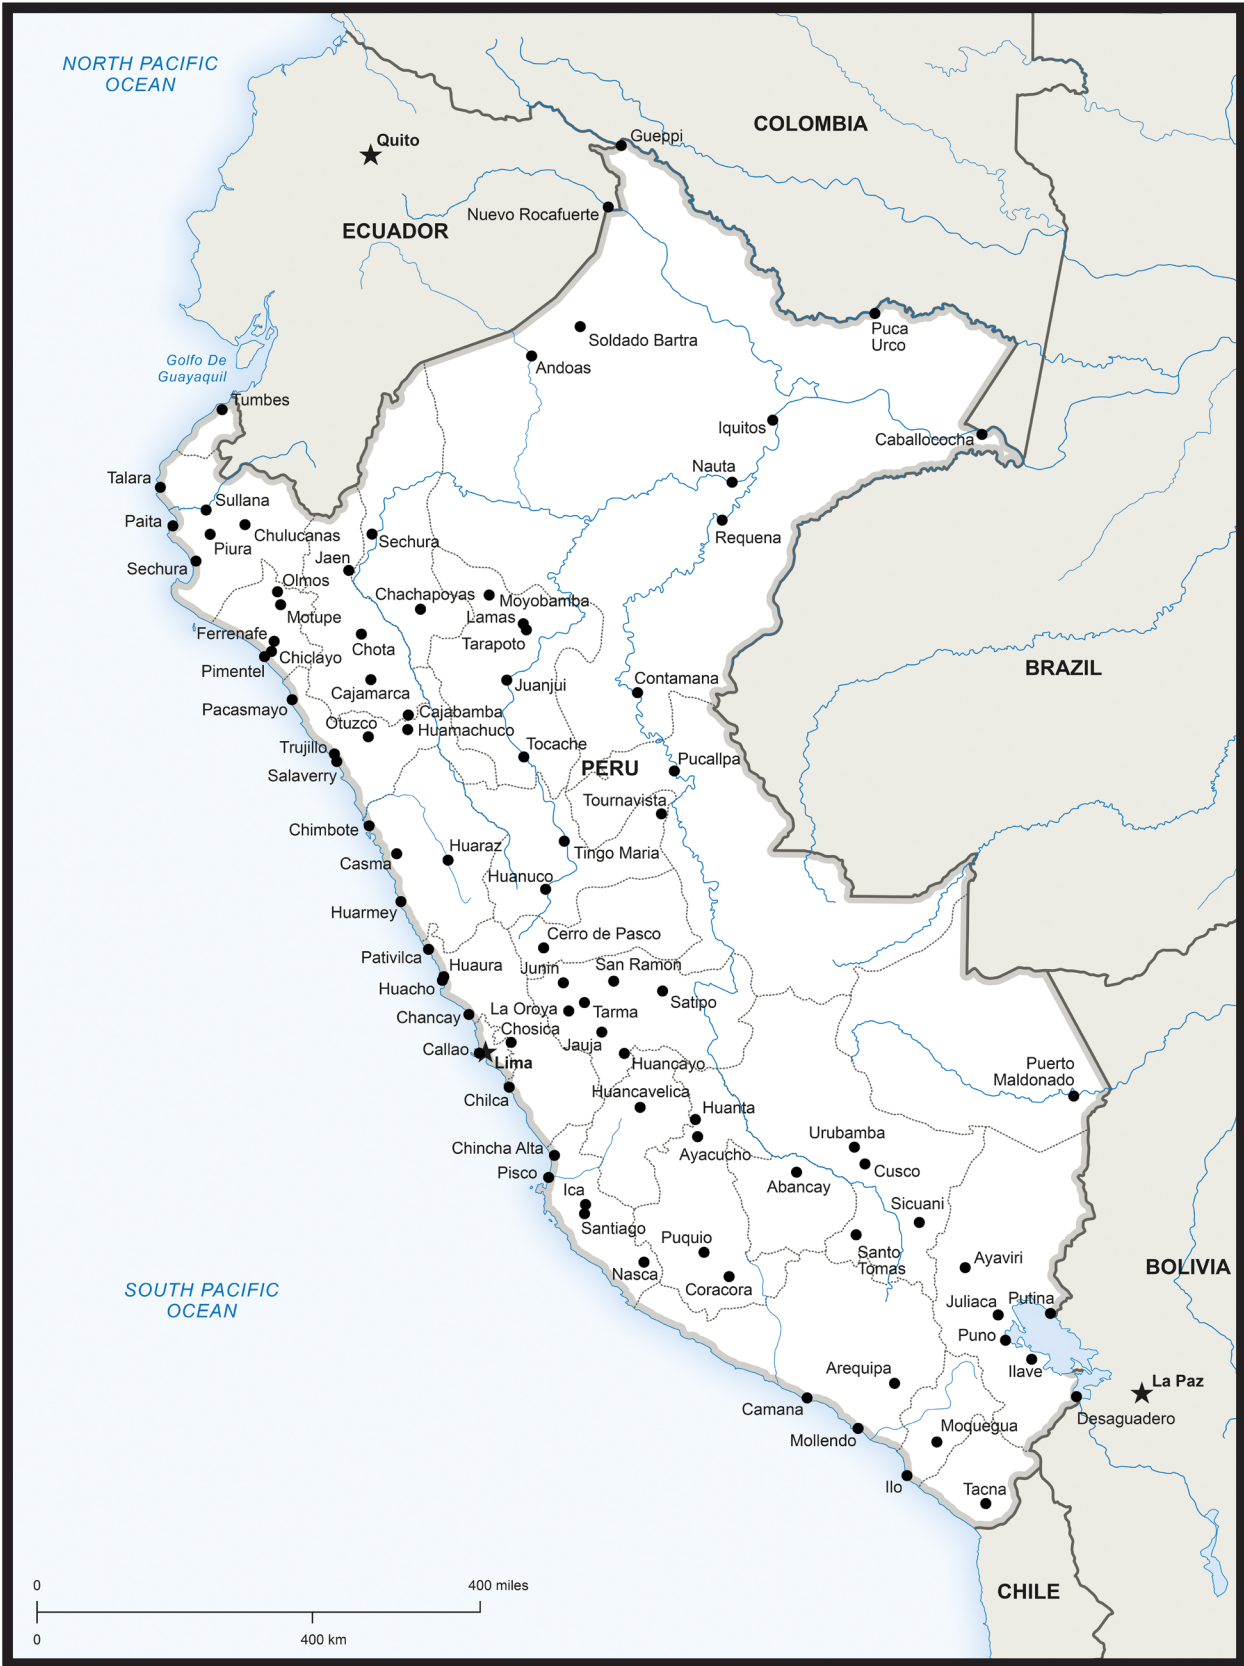 NORTH PACIFIC
OCEAN
COLOMBIA
Quito
Gueppi
Nuevo Rocafuerte
ECUADOR
Soldado Bartra
Puca
Urco
Golfo De
Guayaquil
Andoas
Tumbes
Iquitos
Caballococha
Nauta
Talara
Sullana
Paita
Chulucanas
Requena
Piura
Sechura
Jaen
Sechura
Olmos
Chachapoyas
Moyobamba
Motupe
Lamas
Ferrenafe
Tarapoto
Chota
Chiclayo
Pimentel
BRAZIL
Contamana
Juanjui
Cajamarca
Pacasmayo
Cajabamba
Otuzco
Huamachuco
Trujillo
Tocache
Salaverry
PERU
Pucallpa
Tournavista
Chimbote
Huaraz
Tingo Maria
Casma
Huanuco
Huarmey
Cerro de Pasco
Pativilca
Huaura
Junin
San Ramon
Huacho
Satipo
La Oroya
Tarma
Chancay
Chosica
Jauja
Callao
Lima
Huancayo
Puerto
Maldonado
Chilca
Huancavelica
Huanta
Urubamba
Chincha Alta
Ayacucho
Pisco
Cusco
Abancay
Ica
Sicuani
Santiago
Puquio
Santo
Tomas
Ayaviri
BOLIVIA
Nasca
Coracora
SOUTH PACIFIC
OCEAN
Juliaca
Putina
Puno
Ilave
Arequipa
La Paz
Camana
Desaguadero
Moquegua
Mollendo
Ilo
Tacna
CHILE
0
400 miles
0
400 km